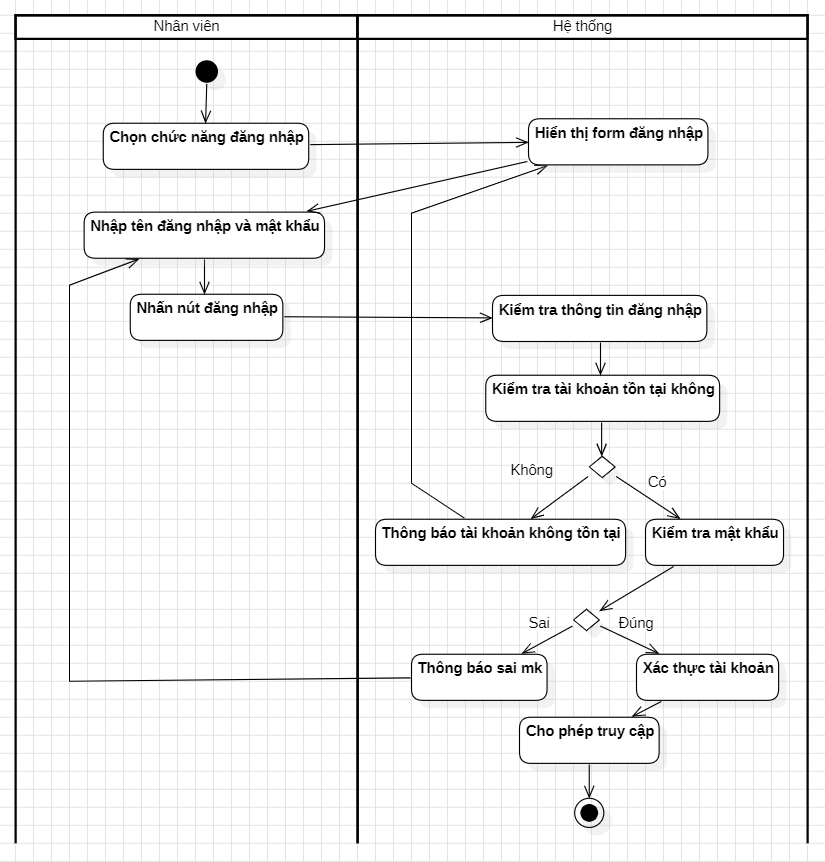 Nhân viên
Hệ thống
Chọn chức năng đăng nhập
Hiển thị form đăng nhập
Nhập tên đăng nhập và mật khẩu
Nhấn nút đăng nhập
Kiểm tra thông tin đăng nhập
Kiểm tra tài khoản tồn tại không
Không
Có
Thông báo tài khoản không tồn tại
Kiểm tra mật khẩu
Sai
Đúng
Thông báo sai mk
Xác thực tài khoản
Cho phép truy cập